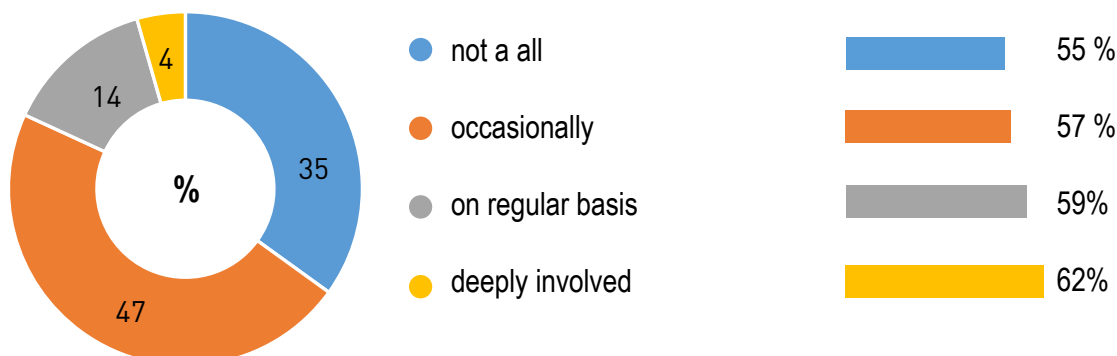 4
14
35
%
47
not a all
occasionally
on regular basis
deeply involved
55 %
57 %
59%
62%